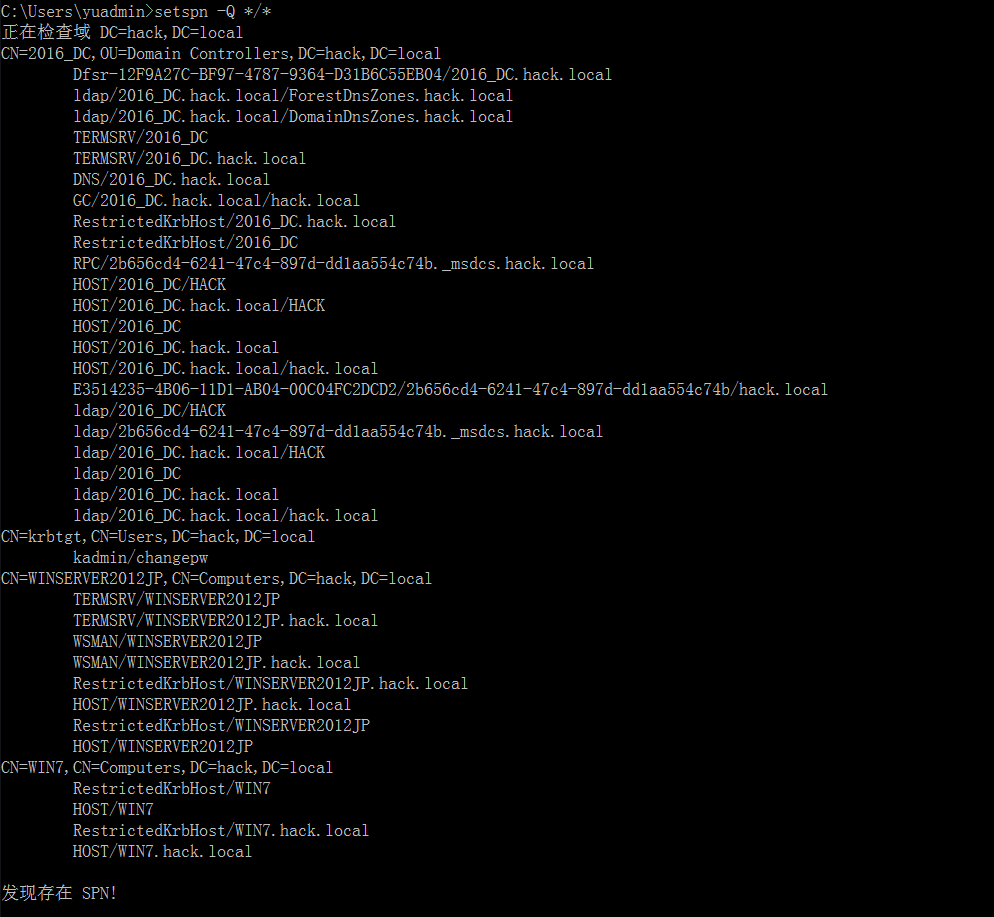 C:\Users\yuadmin>setspn -Q */*
正在检查域 DC=hack,DC=local
CN=2016_DC,OU=Domain Controllers,DC=hack,DC=local
Dfsr-12F9A27C-BF97-4787-9364-D31B6C55EB04/2016_DC.hack.local
ldap/2016_DC.hack.local/ForestDnsZones.hack.local
ldap/2016_DC.hack.local/DomainDnsZones.hack.local
TERMSRV/2016_DC
TERMSRV/2016_DC.hack.local
DNS/2016_DC.hack.local
GC/2016_DC.hack.local/hack.local
RestrictedKrbHost/2016_DC.hack.local
RestrictedKrbHost/2016_DC
RPC/2b656cd4-6241-47c4-897d-dd1aa554c74b._msdcs.hack.local
HOST/2016_DC/HACK
HOST/2016_DC.hack.local/HACK
HOST/2016_DC
HOST/2016_DC.hack.local
HOST/2016_DC.hack.local/hack.local
E3514235-4B06-11D1-AB04-00C04FC2DCD2/2b656cd4-6241-47c4-897d-dd1aa554c74b/hack.local
ldap/2016_DC/HACK
ldap/2b656cd4-6241-47c4-897d-dd1aa554c74b._msdcs.hack.local
ldap/2016_DC.hack.local/HACK
ldap/2016_DC
ldap/2016_DC.hack.local
ldap/2016_DC.hack.local/hack.local
CN=krbtgt,CN=Users,DC=hack,DC=local
kadmin/changepw
CN=WINSERVER2012JP,CN=Computers,DC=hack,DC=local
TERMSRV/WINSERVER2012JP
TERMSRV/WINSERVER2012JP.hack.local
WSMAN/WINSERVER2012JP
WSMAN/WINSERVER2012JP.hack.local
RestrictedKrbHost/WINSERVER2012JP.hack.local
HOST/WINSERVER2012JP.hack.local
RestrictedKrbHost/WINSERVER2012JP
HOST/WINSERVER2012JP
CN=WIN7,CN=Computers,DC=hack,DC=local
RestrictedKrbHost/WIN7
HOST/WIN7
RestrictedKrbHost/WIN7.hack.local
HOST/WIN7.hack.local
发现存在 SPN!